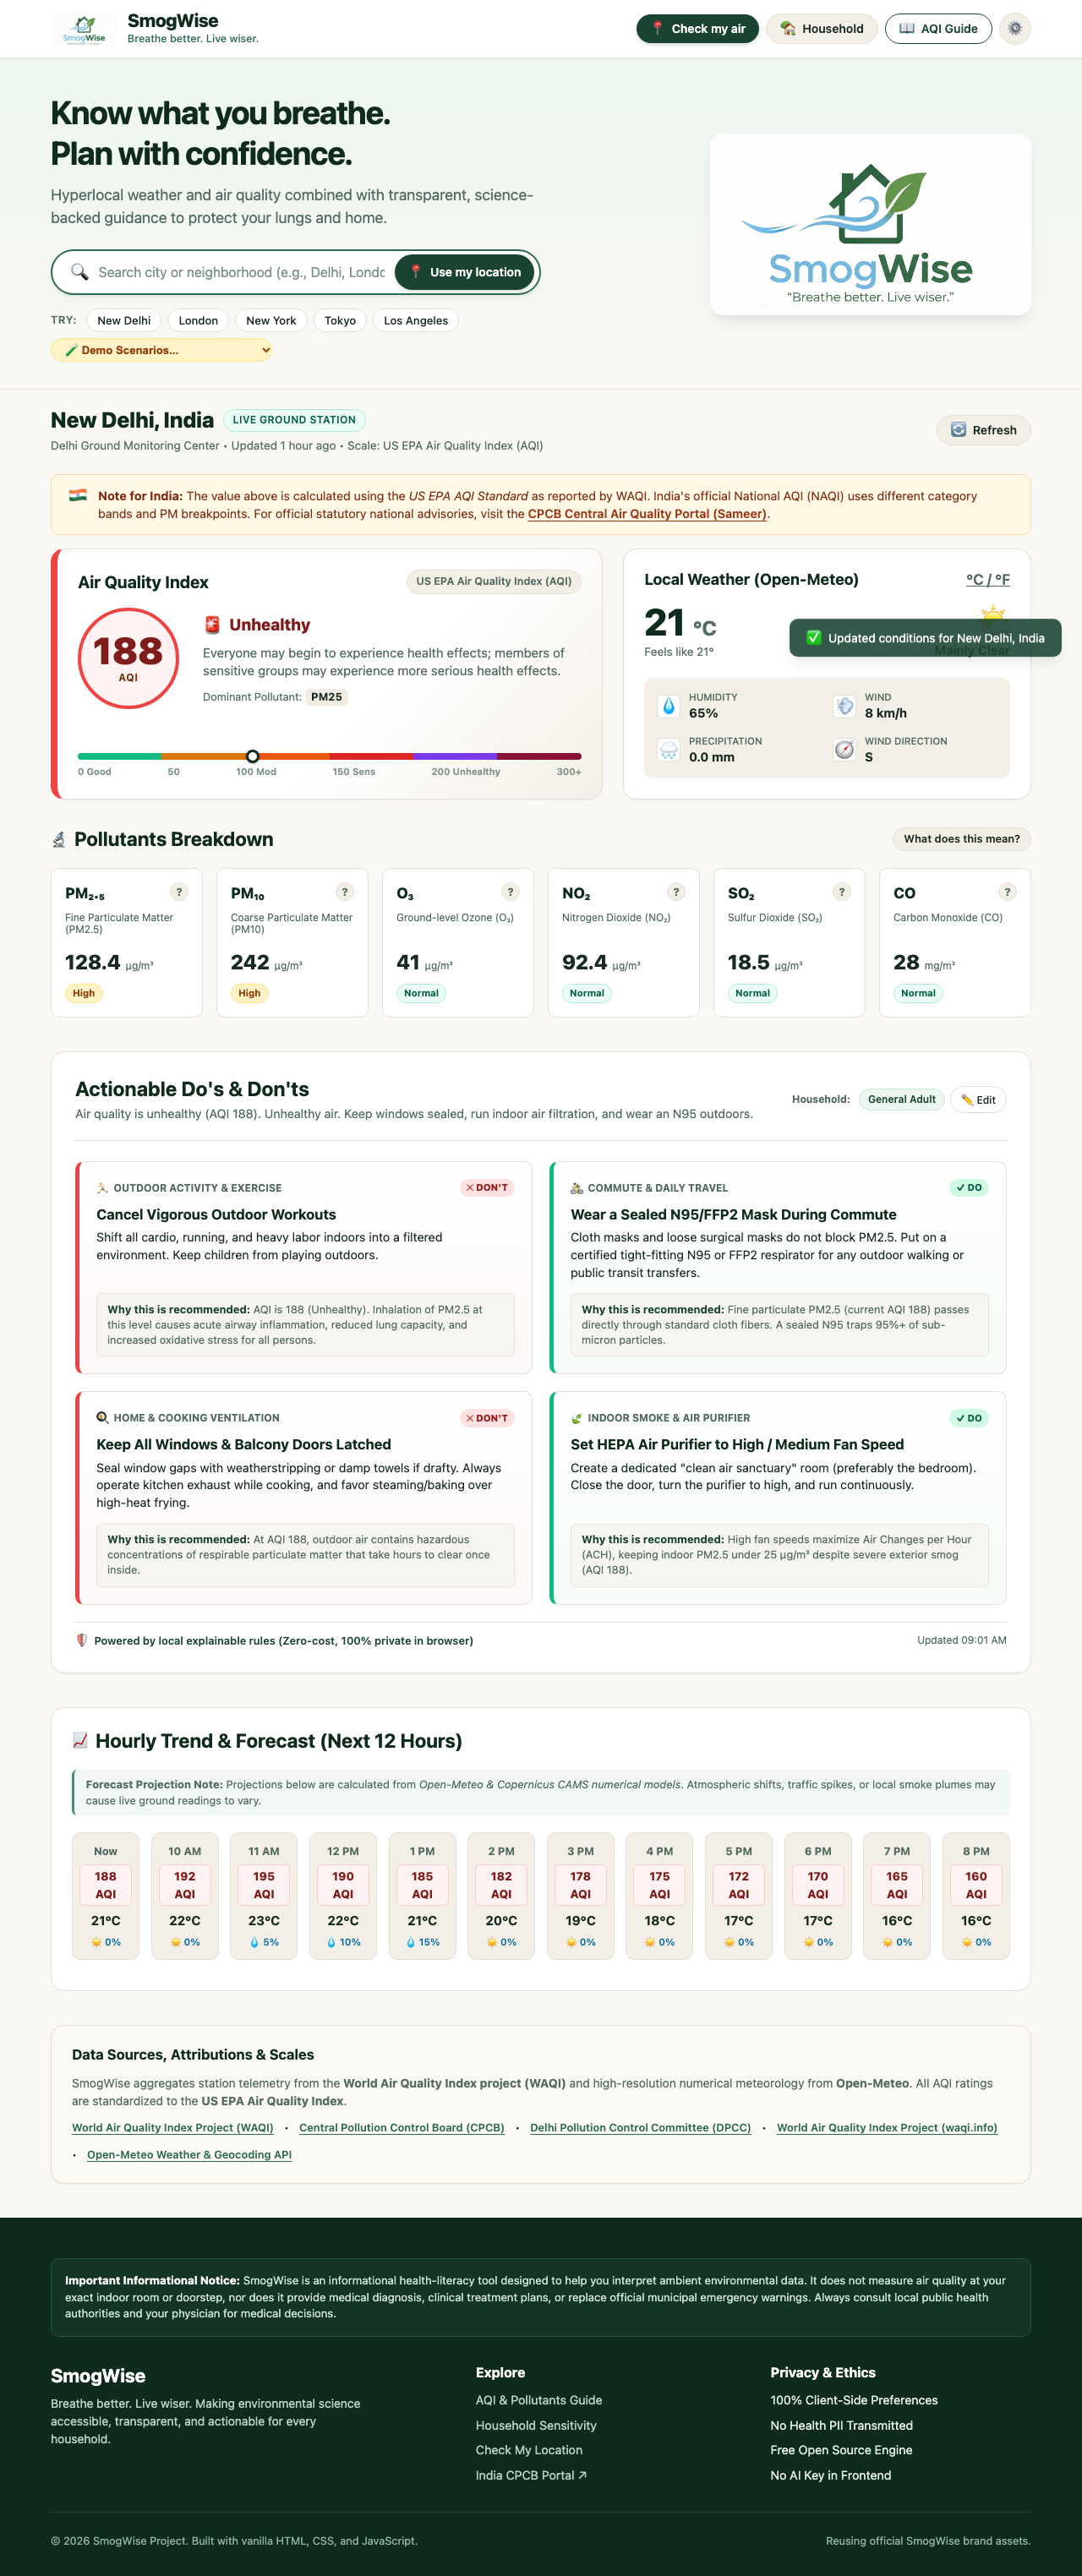 SmogWise
SmogWise
Breathe better. Live wiser.
Check my air
Household
AQI Guide
Know what you breathe.
Plan with confidence.
Hyperlocal weather and air quality combined with transparent, science-
backed guidance to protect your lungs and home.
Search city or neighborhood (e.g., Delhi, Londc
Use my location
TRY:
New Delhi
London
New York
Tokyo
Los Angeles
Demo Scenarios...
SmogWise
"Breathe better. Live wiser."
New Delhi, India
LIVE GROUND STATION
Delhi Ground Monitoring Center • Updated 1 hour ago • Scale: US EPA Air Quality Index (AQI)
Refresh
Note for India: The value above is calculated using the US EPA AQI Standard as reported by WAQI. India's official National AQI (NAQI) uses different category
bands and PM breakpoints. For official statutory national advisories, visit the CPCB Central Air Quality Portal (Sameer).
Air Quality Index
US EPA Air Quality Index (AQI)
188
AQI
Unhealthy
Everyone may begin to experience health effects; members of
sensitive groups may experience more serious health effects.
Dominant Pollutant: PM25
0 Good
50
100 Mod
150 Sens
200 Unhealthy
300+
Local Weather (Open-Meteo)
°C / °F
21 °C
Feels like 21°
Mainly Clear
Updated conditions for New Delhi, India
HUMIDITY
65%
WIND
8 km/h
PRECIPITATION
0.0 mm
WIND DIRECTION
S
Pollutants Breakdown
What does this mean?
PM₂.₅
?
Fine Particulate Matter
(PM2.5)
128.4 µg/m³
High
PM₁₀
?
Coarse Particulate Matter
(PM10)
242 µg/m³
High
O₃
?
Ground-level Ozone (O₃)
41 µg/m³
Normal
NO₂
?
Nitrogen Dioxide (NO₂)
92.4 µg/m³
Normal
SO₂
?
Sulfur Dioxide (SO₂)
18.5 µg/m³
Normal
CO
?
Carbon Monoxide (CO)
28 mg/m³
Normal
Actionable Do's & Don'ts
Air quality is unhealthy (AQI 188). Unhealthy air. Keep windows sealed, run indoor air filtration, and wear an N95 outdoors.
Household:
General Adult
Edit
OUTDOOR ACTIVITY & EXERCISE
✕ DON'T
Cancel Vigorous Outdoor Workouts
Shift all cardio, running, and heavy labor indoors into a filtered
environment. Keep children from playing outdoors.
Why this is recommended: AQI is 188 (Unhealthy). Inhalation of PM2.5 at
this level causes acute airway inflammation, reduced lung capacity, and
increased oxidative stress for all persons.
COMMUTE & DAILY TRAVEL
✓ DO
Wear a Sealed N95/FFP2 Mask During Commute
Cloth masks and loose surgical masks do not block PM2.5. Put on a
certified tight-fitting N95 or FFP2 respirator for any outdoor walking or
public transit transfers.
Why this is recommended: Fine particulate PM2.5 (current AQI 188) passes
directly through standard cloth fibers. A sealed N95 traps 95%+ of sub-
micron particles.
HOME & COOKING VENTILATION
✕ DON'T
Keep All Windows & Balcony Doors Latched
Seal window gaps with weatherstripping or damp towels if drafty. Always
operate kitchen exhaust while cooking, and favor steaming/baking over
high-heat frying.
Why this is recommended: At AQI 188, outdoor air contains hazardous
concentrations of respirable particulate matter that take hours to clear once
inside.
INDOOR SMOKE & AIR PURIFIER
✓ DO
Set HEPA Air Purifier to High / Medium Fan Speed
Create a dedicated "clean air sanctuary" room (preferably the bedroom).
Close the door, turn the purifier to high, and run continuously.
Why this is recommended: High fan speeds maximize Air Changes per Hour
(ACH), keeping indoor PM2.5 under 25 µg/m³ despite severe exterior smog
(AQI 188).
Powered by local explainable rules (Zero-cost, 100% private in browser)
Updated 09:01 AM
Hourly Trend & Forecast (Next 12 Hours)
Forecast Projection Note: Projections below are calculated from Open-Meteo & Copernicus CAMS numerical models. Atmospheric shifts, traffic spikes, or local smoke plumes may
cause live ground readings to vary.
Now
188
AQI
21°C
0%
10 AM
192
AQI
22°C
0%
11 AM
195
AQI
23°C
5%
12 PM
190
AQI
22°C
10%
1 PM
185
AQI
21°C
15%
2 PM
182
AQI
20°C
0%
3 PM
178
AQI
19°C
0%
4 PM
175
AQI
18°C
0%
5 PM
172
AQI
17°C
0%
6 PM
170
AQI
17°C
0%
7 PM
165
AQI
16°C
0%
8 PM
160
AQI
16°C
0%
Data Sources, Attributions & Scales
SmogWise aggregates station telemetry from the World Air Quality Index project (WAQI) and high-resolution numerical meteorology from Open-Meteo. All AQI ratings
are standardized to the US EPA Air Quality Index.
World Air Quality Index Project (WAQI) • Central Pollution Control Board (CPCB) • Delhi Pollution Control Committee (DPCC) • World Air Quality Index Project (waqi.info)
• Open-Meteo Weather & Geocoding API
Important Informational Notice: SmogWise is an informational health-literacy tool designed to help you interpret ambient environmental data. It does not measure air quality at your
exact indoor room or doorstep, nor does it provide medical diagnosis, clinical treatment plans, or replace official municipal emergency warnings. Always consult local public health
authorities and your physician for medical decisions.
SmogWise
Breathe better. Live wiser. Making environmental science
accessible, transparent, and actionable for every
household.
Explore
AQI & Pollutants Guide
Household Sensitivity
Check My Location
India CPCB Portal ↗
Privacy & Ethics
100% Client-Side Preferences
No Health PII Transmitted
Free Open Source Engine
No AI Key in Frontend
© 2026 SmogWise Project. Built with vanilla HTML, CSS, and JavaScript.
Reusing official SmogWise brand assets.